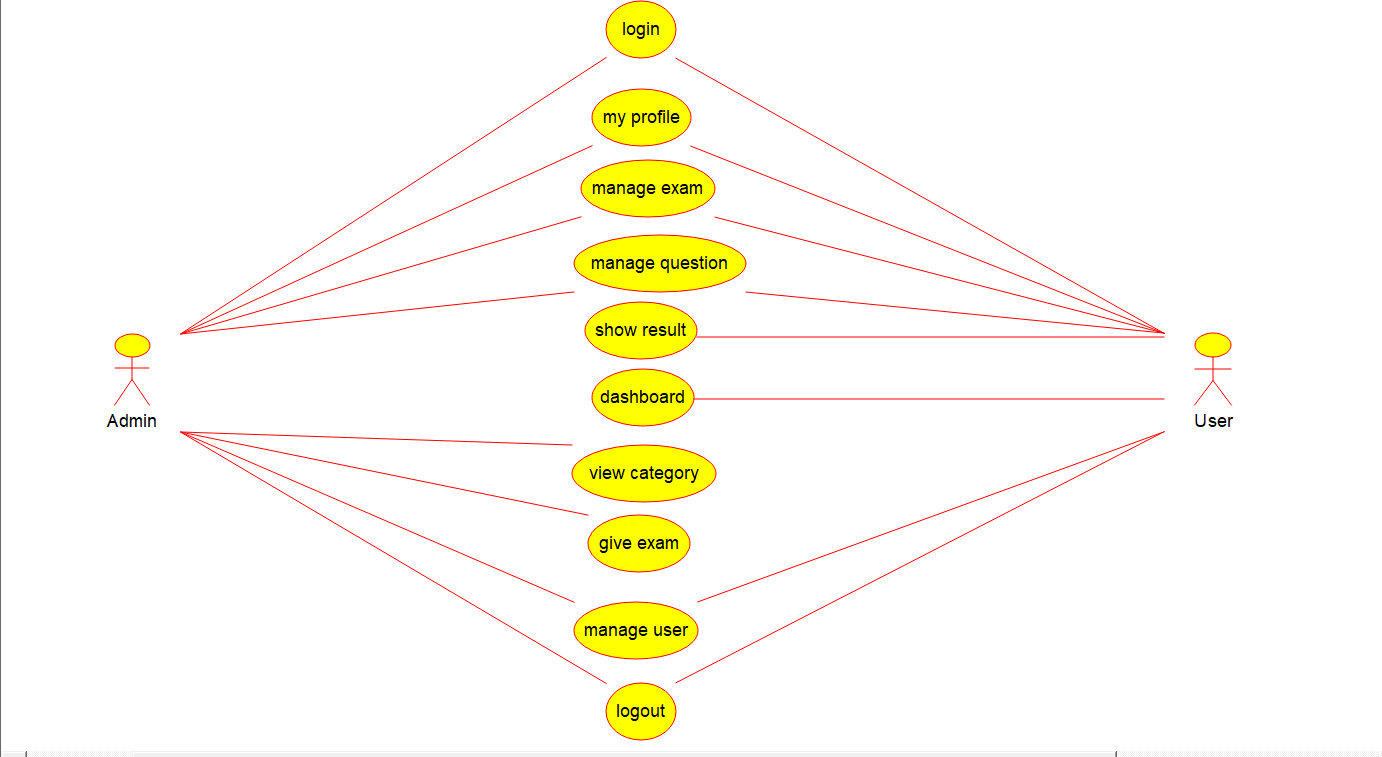 login
my profile
manage exam
manage question
show result
dashboard
Admin
User
view category
give exam
manage user
logout